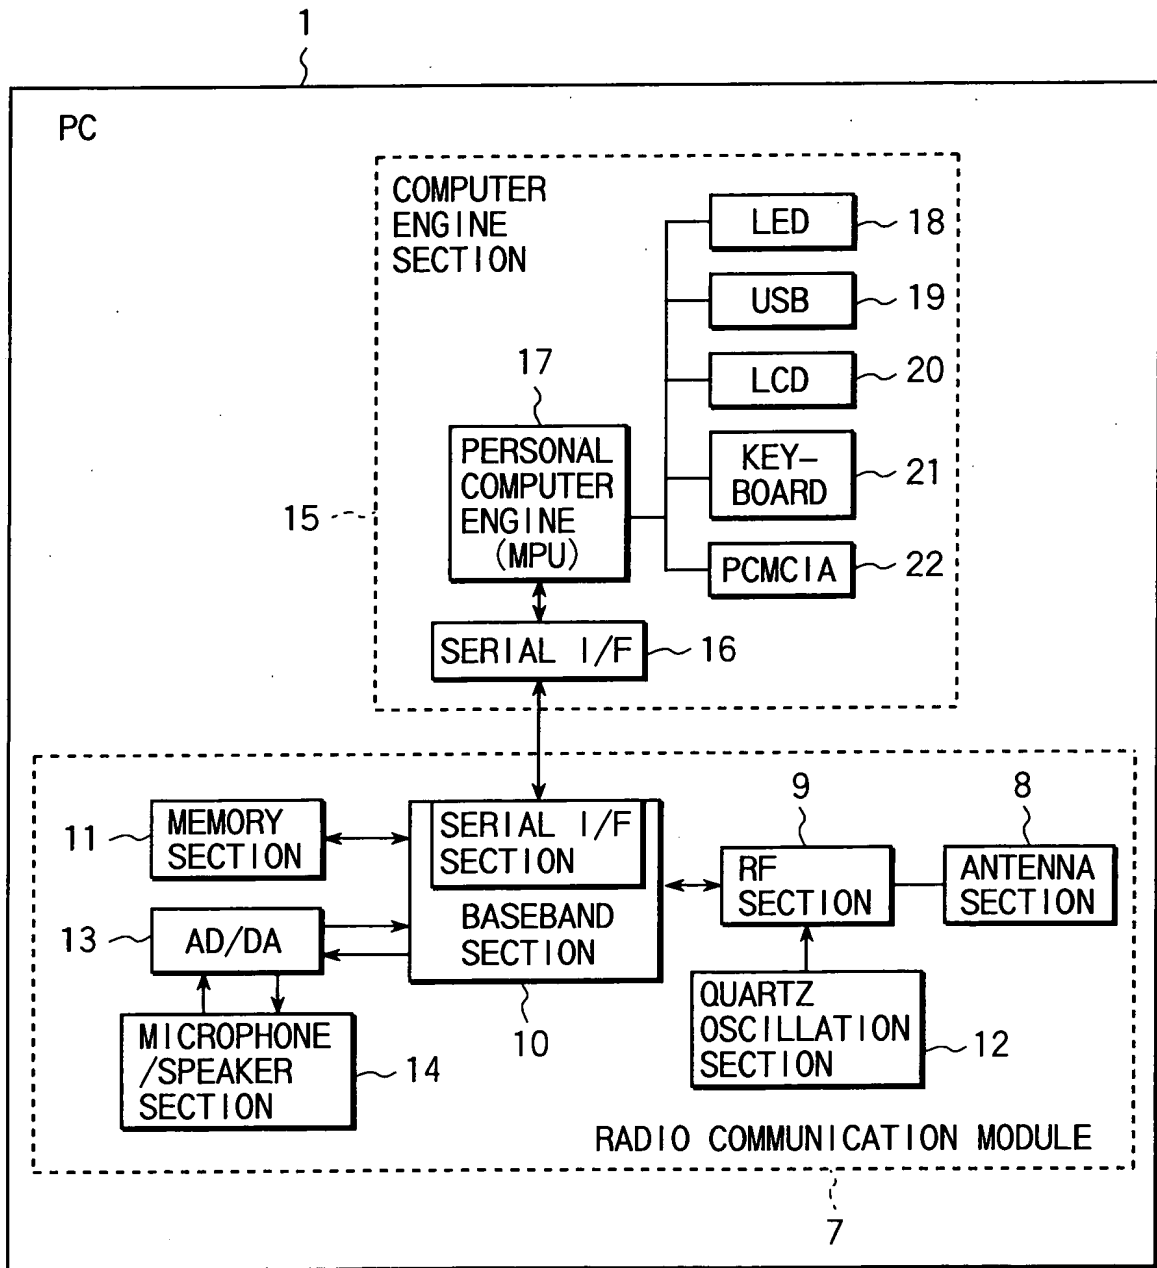 1
PC
COMPUTER
ENGINE
SECTION
LED
18
USB
19
LCD
20
KEY-
BOARD
21
PCMCIA
22
17
PERSONAL
COMPUTER
ENGINE
(MPU)
15
SERIAL I/F
16
MEMORY
SECTION
11
SERIAL I/F
SECTION
BASEBAND
SECTION
10
9
RF
SECTION
8
ANTENNA
SECTION
13
AD/DA
MICROPHONE
/SPEAKER
SECTION
14
QUARTZ
OSCILLATION
SECTION
12
RADIO COMMUNICATION MODULE
7